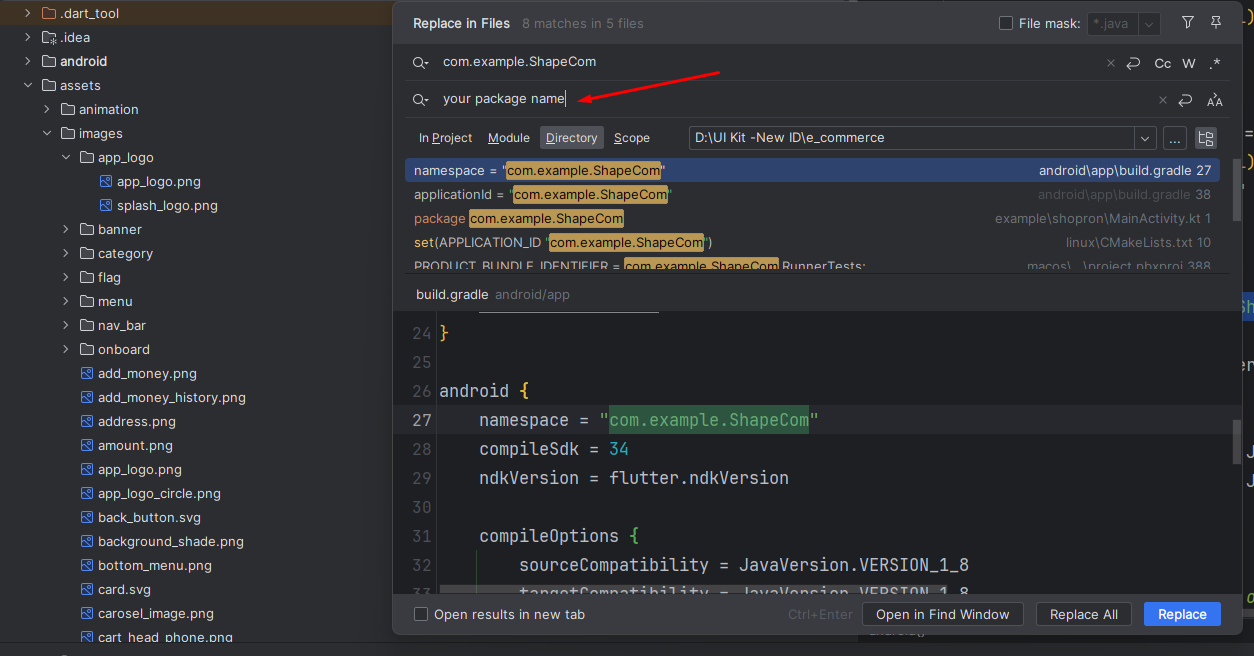 .dart_tool
.idea
android
assets
animation
images
app_logo
app_logo.png
splash_logo.png
banner
category
flag
menu
nav_bar
onboard
add_money.png
add_money_history.png
address.png
amount.png
app_logo.png
app_logo_circle.png
back_button.svg
background_shade.png
bottom_menu.png
card.svg
carosel_image.png
cart_head_phone.png
Replace in Files 8 matches in 5 files
File mask: *.java
com.example.ShapeCom
Cc W .*
your package name
In Project Module Directory Scope D:\UI Kit -New ID\e_commerce ...
namespace = "com.example.ShapeCom" android\app\build.gradle 27
applicationId = "com.example.ShapeCom" android\app\build.gradle 38
package com.example.ShapeCom example\shopron\MainActivity.kt 1
set(APPLICATION_ID "com.example.ShapeCom") linux\CMakeLists.txt 10
PRODUCT_BUNDLE_IDENTIFIER = com.example.ShapeCom.RunnerTests; macos\...\project.pbxproj 388
build.gradle android/app
24 }
25
26 android {
27 namespace = "com.example.ShapeCom"
28 compileSdk = 34
29 ndkVersion = flutter.ndkVersion
30
31 compileOptions {
32 sourceCompatibility = JavaVersion.VERSION_1_8
33 targetCompatibility = JavaVersion.VERSION_1_8
Open results in new tab Ctrl+Enter Open in Find Window Replace All Replace